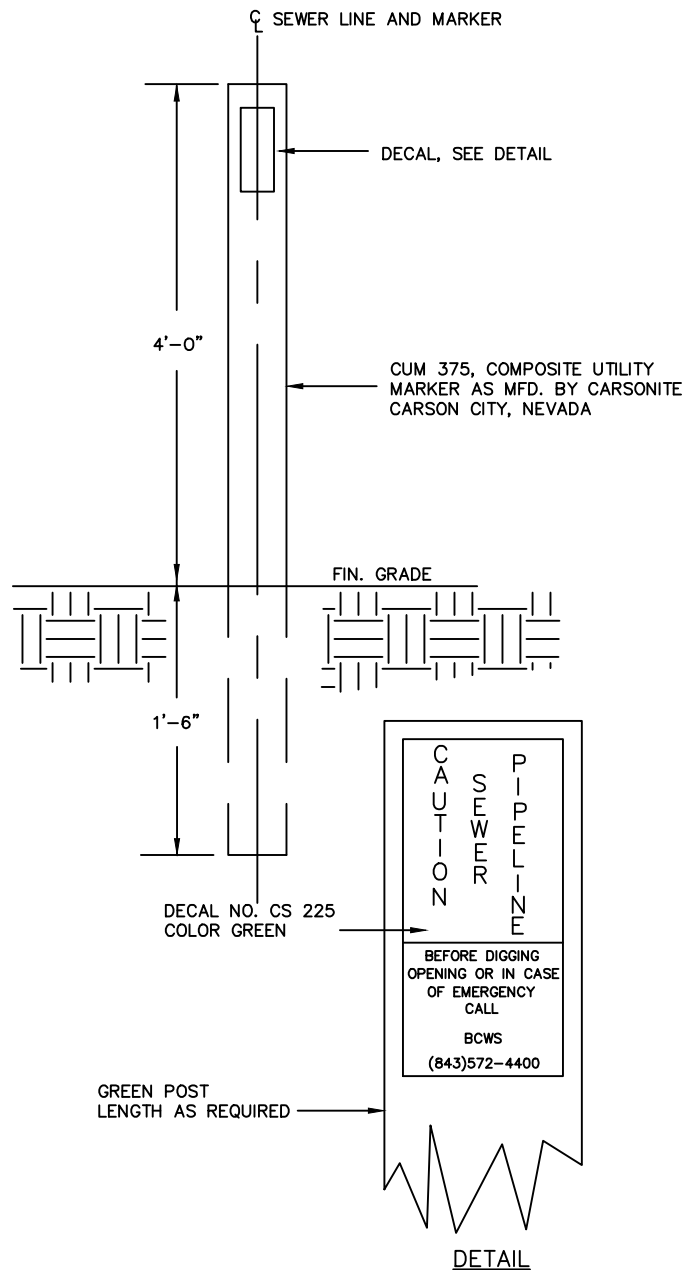 ℄ SEWER LINE AND MARKER
DECAL, SEE DETAIL
4'-0"
CUM 375, COMPOSITE UTILITY
MARKER AS MFD. BY CARSONITE
CARSON CITY, NEVADA
FIN. GRADE
1'-6"
CAUTION
SEWER
PIPELINE
DECAL NO. CS 225
COLOR GREEN
BEFORE DIGGING
OPENING OR IN CASE
OF EMERGENCY
CALL
BCWS
(843)572-4400
GREEN POST
LENGTH AS REQUIRED
DETAIL